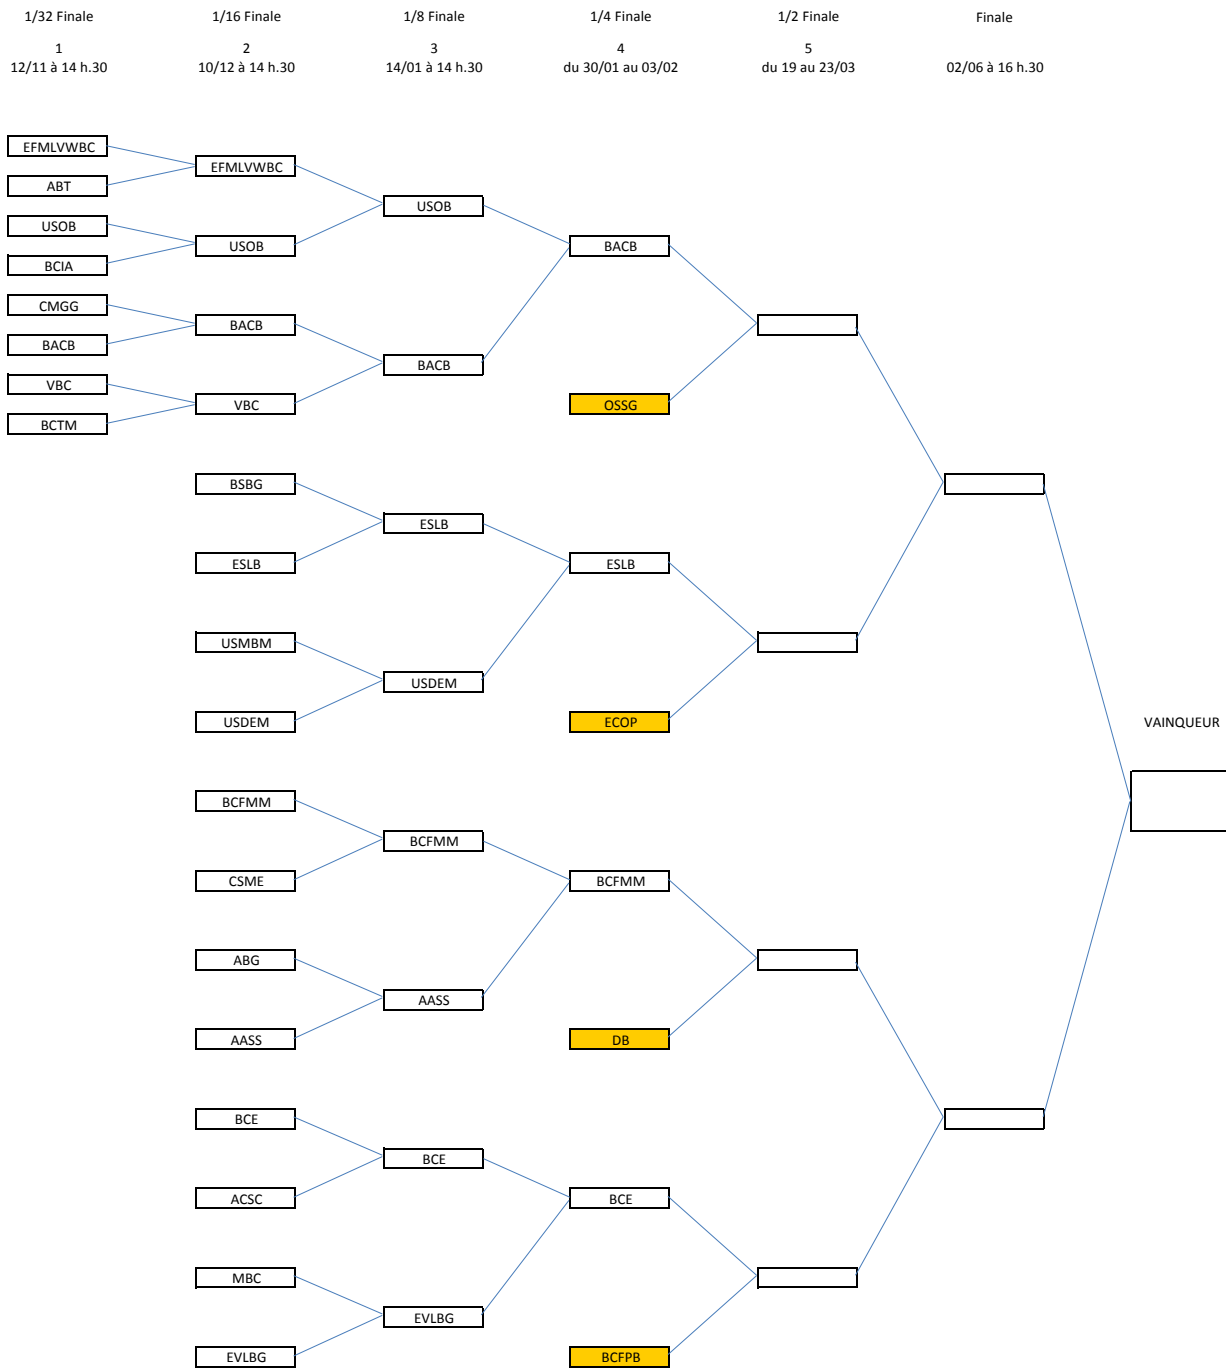 1/32 Finale
1/16 Finale
1/8 Finale
1/4 Finale
1/2 Finale
Finale
1
2
3
4
5
12/11 à 14 h.30
10/12 à 14 h.30
14/01 à 14 h.30
du 30/01 au 03/02
du 19 au 23/03
02/06 à 16 h.30
EFMLVWBC
EFMLVWBC
ABT
USOB
USOB
USOB
BACB
BCIA
CMGG
BACB
BACB
BACB
VBC
VBC
OSSG
BCTM
BSBG
ESLB
ESLB
ESLB
USMBM
USDEM
USDEM
ECOP
VAINQUEUR
BCFMM
BCFMM
CSME
BCFMM
ABG
AASS
AASS
DB
BCE
BCE
ACSC
BCE
MBC
EVLBG
EVLBG
BCFPB